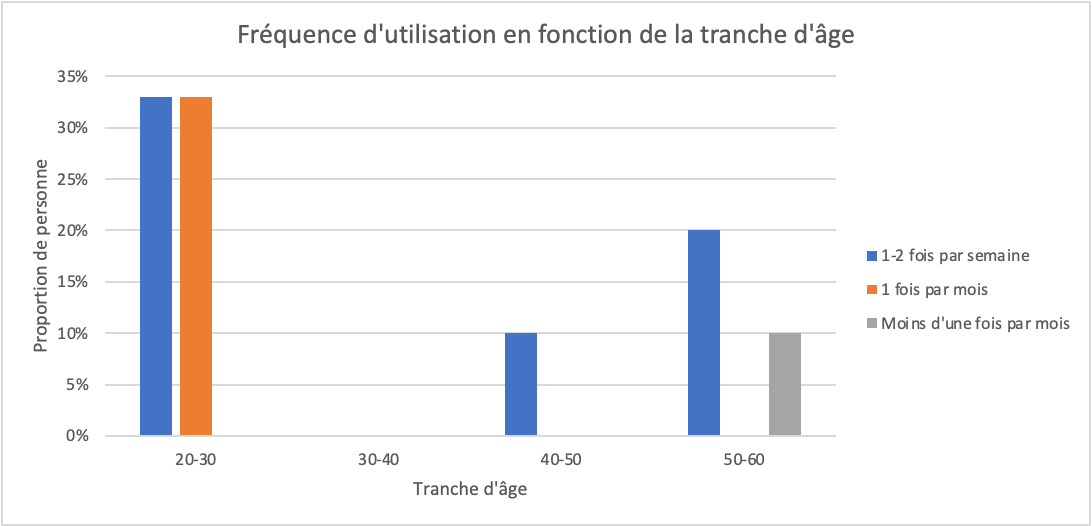 Fréquence d'utilisation en fonction de la tranche d'âge
35%
30%
25%
20%
15%
10%
5%
0%
Proportion de personne
20-30
30-40
40-50
50-60
Tranche d'âge
1-2 fois par semaine
1 fois par mois
Moins d'une fois par mois